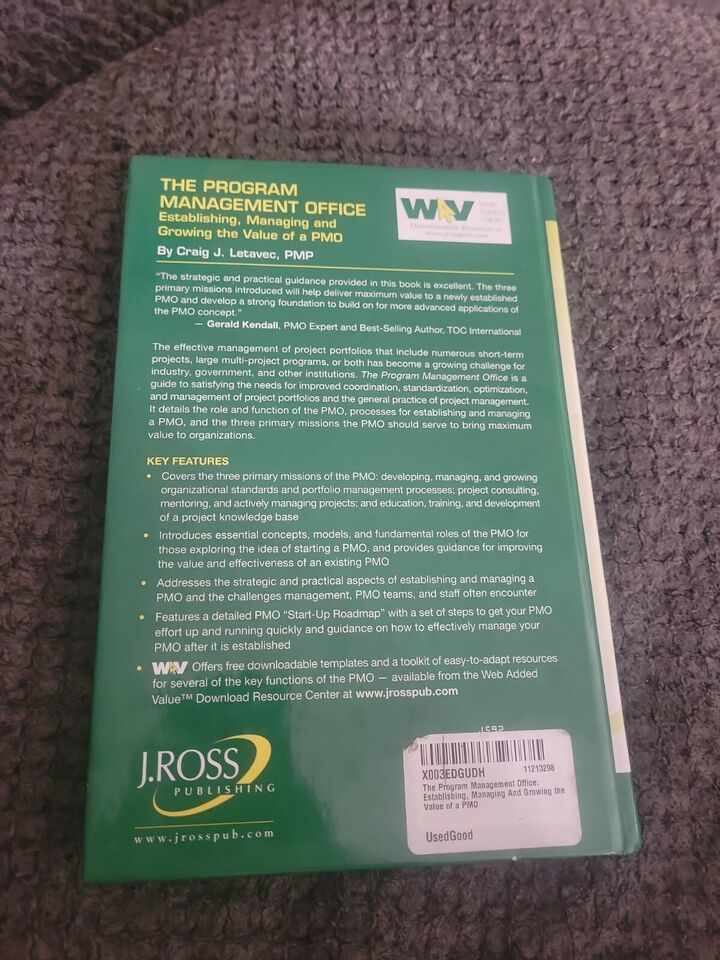 THE PROGRAM
MANAGEMENT OFFICE
Establishing, Managing and
Growing the Value of a PMO
By Craig J. Letavec, PMP
WAV
Web
Added
Value
Downloadable Resources at
www.jrosspub.com
"The strategic and practical guidance provided in this book is excellent. The three
primary missions introduced will help deliver maximum value to a newly established
PMO and develop a strong foundation to build on for more advanced applications of
the PMO concept."
— Gerald Kendall, PMO Expert and Best-Selling Author, TOC International
The effective management of project portfolios that include numerous short-term
projects, large multi-project programs, or both has become a growing challenge for
industry, government, and other institutions. The Program Management Office is a
guide to satisfying the needs for improved coordination, standardization, optimization,
and management of project portfolios and the general practice of project management.
It details the role and function of the PMO, processes for establishing and managing
a PMO, and the three primary missions the PMO should serve to bring maximum
value to organizations.
KEY FEATURES
• Covers the three primary missions of the PMO: developing, managing, and growing
organizational standards and portfolio management processes; project consulting,
mentoring, and actively managing projects; and education, training, and development
of a project knowledge base
• Introduces essential concepts, models, and fundamental roles of the PMO for
those exploring the idea of starting a PMO, and provides guidance for improving
the value and effectiveness of an existing PMO
• Addresses the strategic and practical aspects of establishing and managing a
PMO and the challenges management, PMO teams, and staff often encounter
• Features a detailed PMO "Start-Up Roadmap" with a set of steps to get your PMO
effort up and running quickly and guidance on how to effectively manage your
PMO after it is established
• WAV Offers free downloadable templates and a toolkit of easy-to-adapt resources
for several of the key functions of the PMO — available from the Web Added
Value™ Download Resource Center at www.jrosspub.com
J.ROSS
PUBLISHING
www.jrosspub.com
X003EDGUDH
11213298
The Program Management Office:
Establishing, Managing And Growing the
Value of a PMO
UsedGood